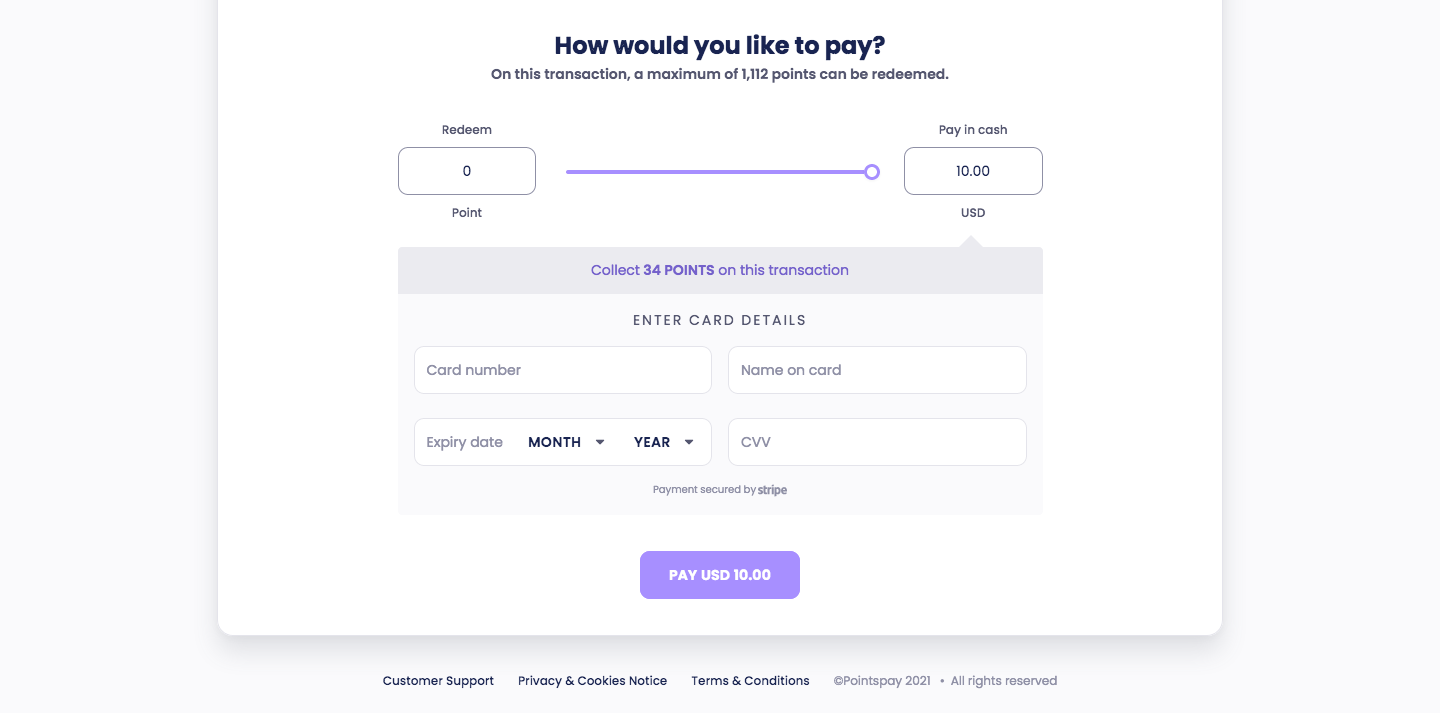 How would you like to pay?
On this transaction, a maximum of 1,112 points can be redeemed.
Redeem
Pay in cash
0
10.00
Point
USD
Collect 34 POINTS on this transaction
ENTER CARD DETAILS
Card number
Name on card
Expiry date MONTH YEAR
CVV
Payment secured by stripe
PAY USD 10.00
Customer Support Privacy & Cookies Notice Terms & Conditions ©Pointspay 2021 • All rights reserved